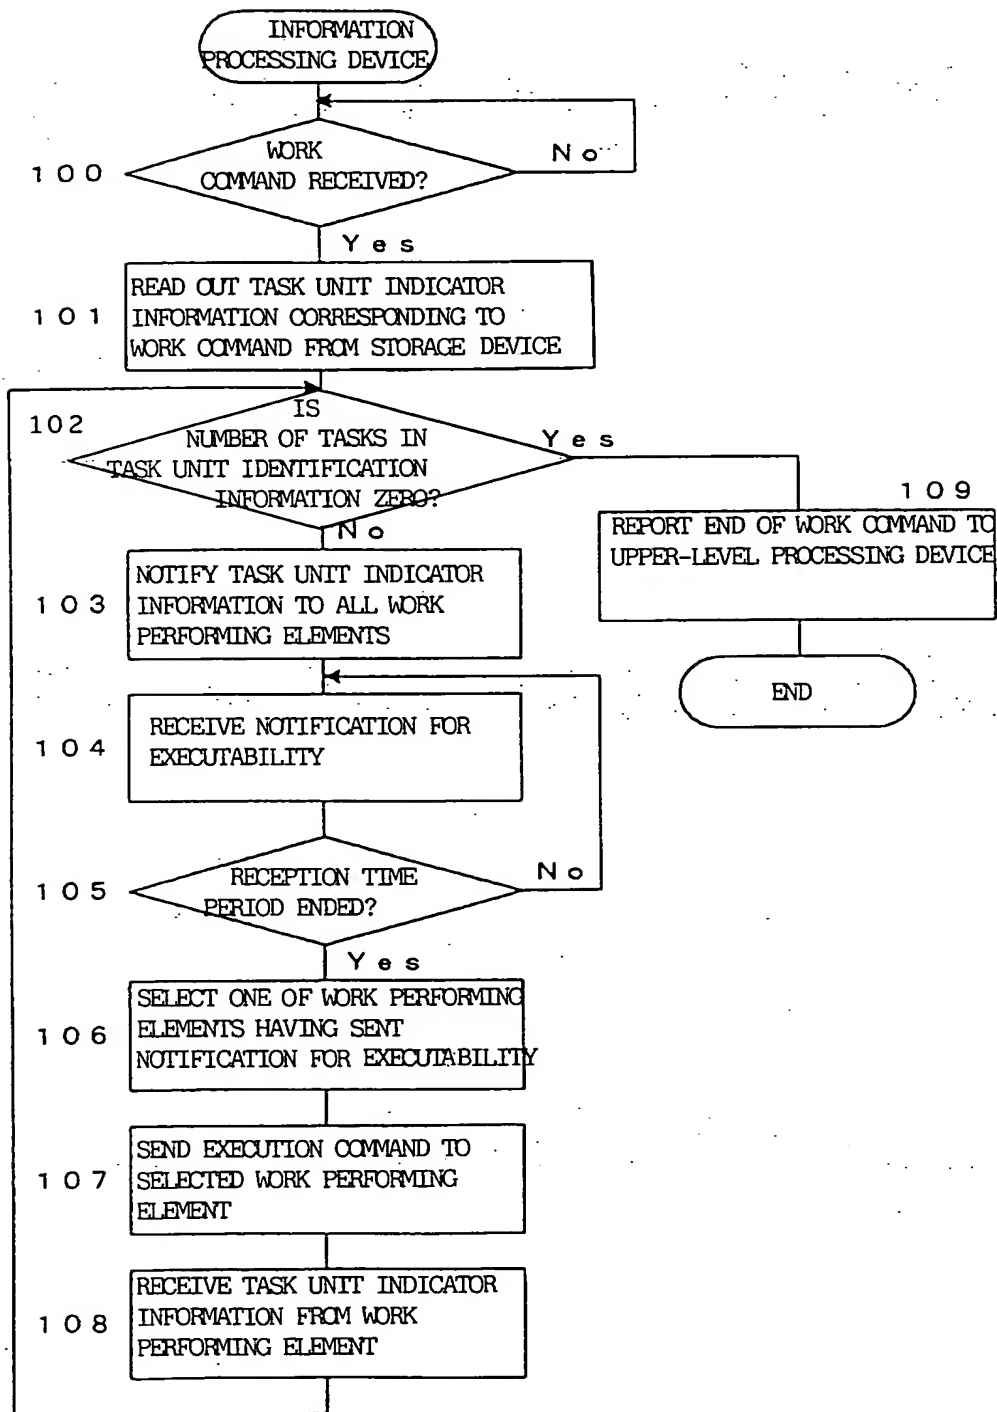 INFORMATION
PROCESSING DEVICE
WORK
COMMAND RECEIVED?
No
100
Yes
READ OUT TASK UNIT INDICATOR
INFORMATION CORRESPONDING TO
WORK COMMAND FROM STORAGE DEVICE
101
102
IS
NUMBER OF TASKS IN
TASK UNIT IDENTIFICATION
INFORMATION ZERO?
Yes
No
109
REPORT END OF WORK COMMAND TO
UPPER-LEVEL PROCESSING DEVICE
END
103
NOTIFY TASK UNIT INDICATOR
INFORMATION TO ALL WORK
PERFORMING ELEMENTS
104
RECEIVE NOTIFICATION FOR
EXECUTABILITY
105
RECEPTION TIME
PERIOD ENDED?
No
Yes
106
SELECT ONE OF WORK PERFORMING
ELEMENTS HAVING SENT
NOTIFICATION FOR EXECUTABILITY
107
SEND EXECUTION COMMAND TO
SELECTED WORK PERFORMING
ELEMENT
108
RECEIVE TASK UNIT INDICATOR
INFORMATION FROM WORK
PERFORMING ELEMENT